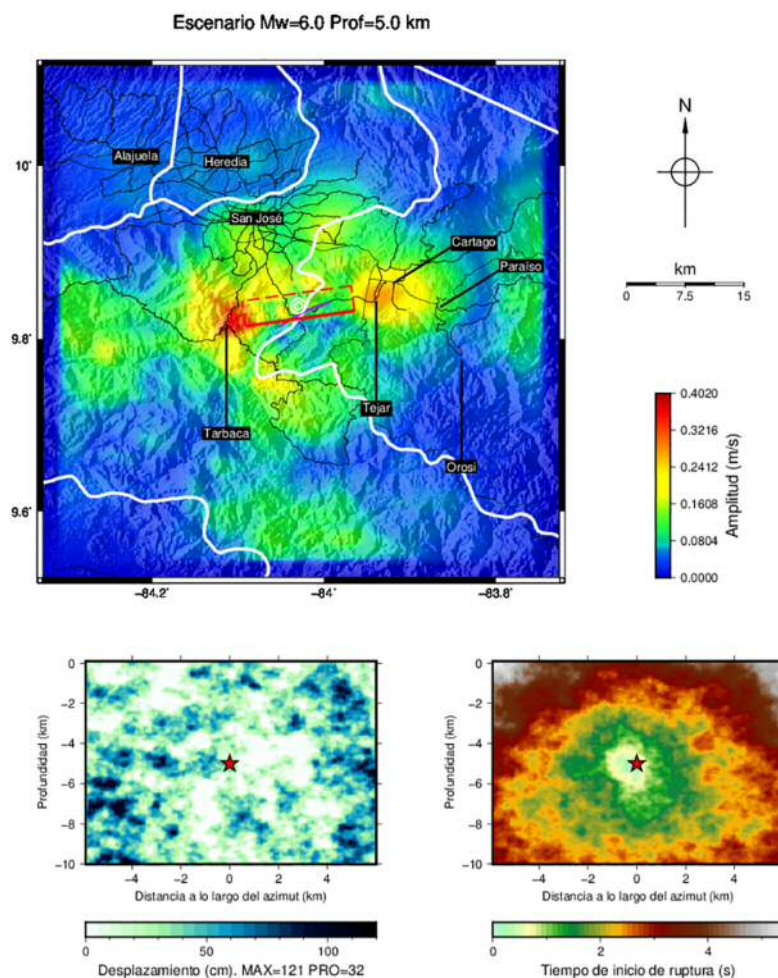 Escenario Mw=6.0 Prof=5.0 km
10˚
9.8˚
9.6˚
−84.2˚
−84˚
−83.8˚
Alajuela
Heredia
San José
Cartago
Paraíso
Tarbaca
Tejar
Orosi
N
km
0
7.5
15
0.4020
0.3216
0.2412
0.1608
0.0804
0.0000
Amplitud (m/s)
0
−2
−4
−6
−8
−10
Profundidad (km)
−4
−2
0
2
4
Distancia a lo largo del azimut (km)
0
50
100
Desplazamiento (cm). MAX=121 PRO=32
0
−2
−4
−6
−8
−10
Profundidad (km)
−4
−2
0
2
4
Distancia a lo largo del azimut (km)
0
2
4
Tiempo de inicio de ruptura (s)